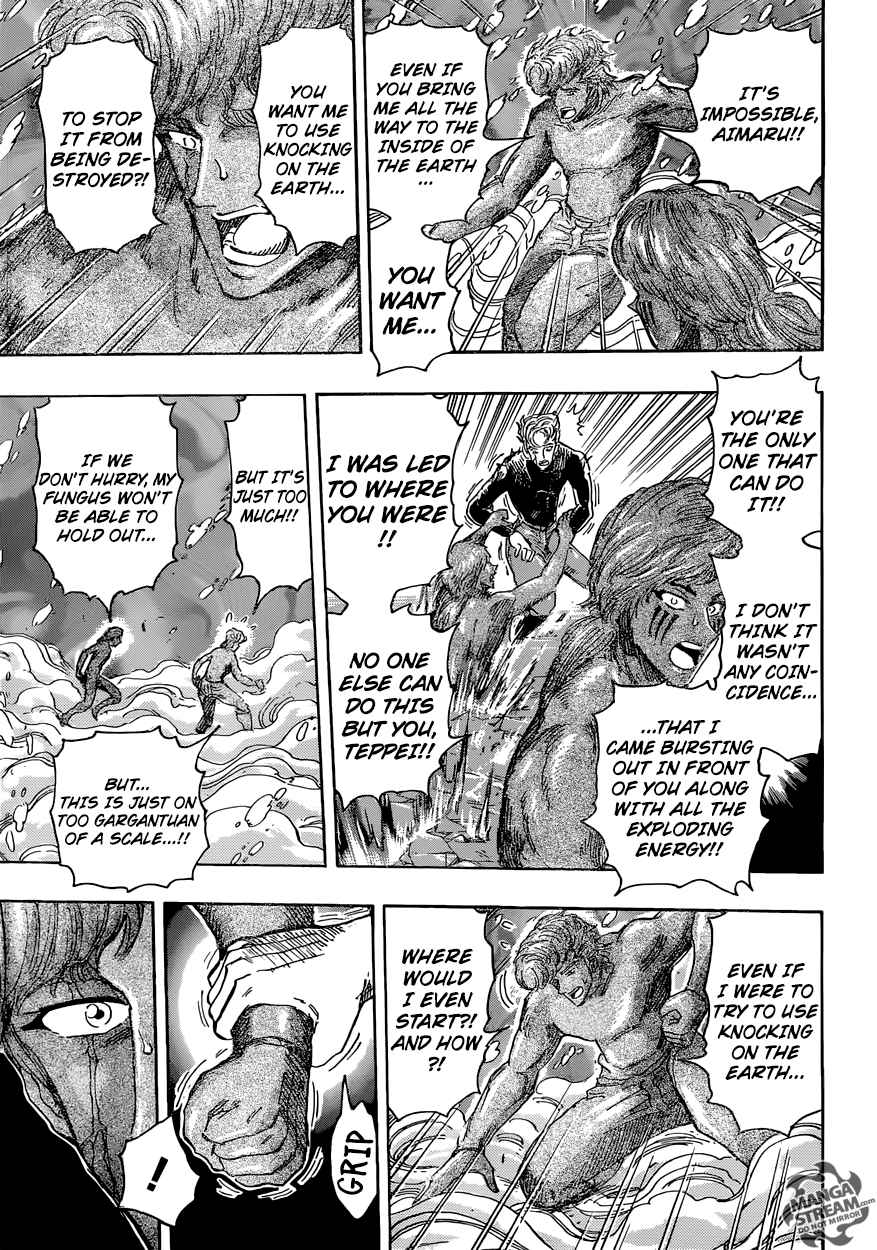 IT'S
IMPOSSIBLE,
AIMARU!!
EVEN IF
YOU BRING
ME ALL THE
WAY TO THE
INSIDE OF
THE EARTH
...
YOU
WANT
ME...
YOU
WANT ME
TO USE
KNOCKING
ON THE
EARTH...
TO STOP
IT FROM
BEING DE-
STROYED?!
YOU'RE
THE ONLY
ONE THAT
CAN DO
IT!!
I DON'T
THINK IT
WASN'T
ANY COIN-
CIDENCE...
...THAT I
CAME BURSTING
OUT IN FRONT
OF YOU ALONG
WITH ALL THE
EXPLODING
ENERGY!!
I WAS LED
TO WHERE
YOU WERE
!!
NO ONE
ELSE CAN
DO THIS
BUT YOU,
TEPPEI!!
BUT IT'S
JUST TOO
MUCH!!
IF WE
DON'T HURRY, MY
FUNGUS WON'T
BE ABLE TO
HOLD OUT...
BUT...
THIS IS JUST ON
TOO GARGANTUAN
OF A SCALE...!!
EVEN IF
I WERE TO
TRY TO USE
KNOCKING
ON THE
EARTH...
WHERE
WOULD
I EVEN
START?!
AND HOW
?!
GRIP
!
MANGA
STREAM.com
DO NOT MIRROR